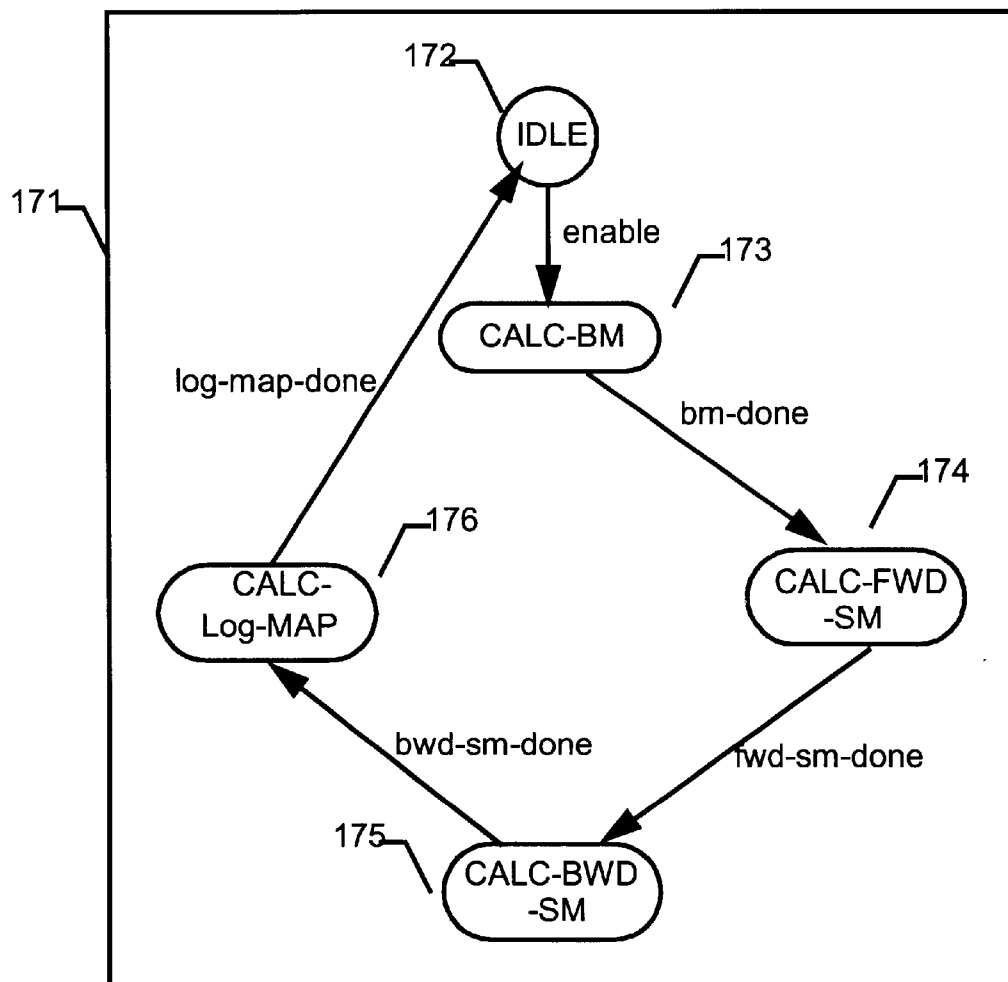 172
IDLE
171
enable
173
CALC-BM
log-map-done
bm-done
174
176
CALC-
Log-MAP
CALC-FWD
-SM
bwd-sm-done
fwd-sm-done
175
CALC-BWD
-SM